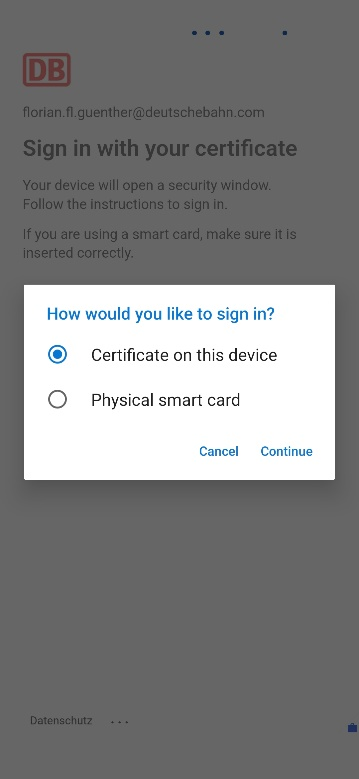 DB
florian.fl.guenther@deutschebahn.com
Sign in with your certificate
Your device will open a security window.
Follow the instructions to sign in.
If you are using a smart card, make sure it is
inserted correctly.
How would you like to sign in?
Certificate on this device
Physical smart card
Cancel Continue
Datenschutz ...